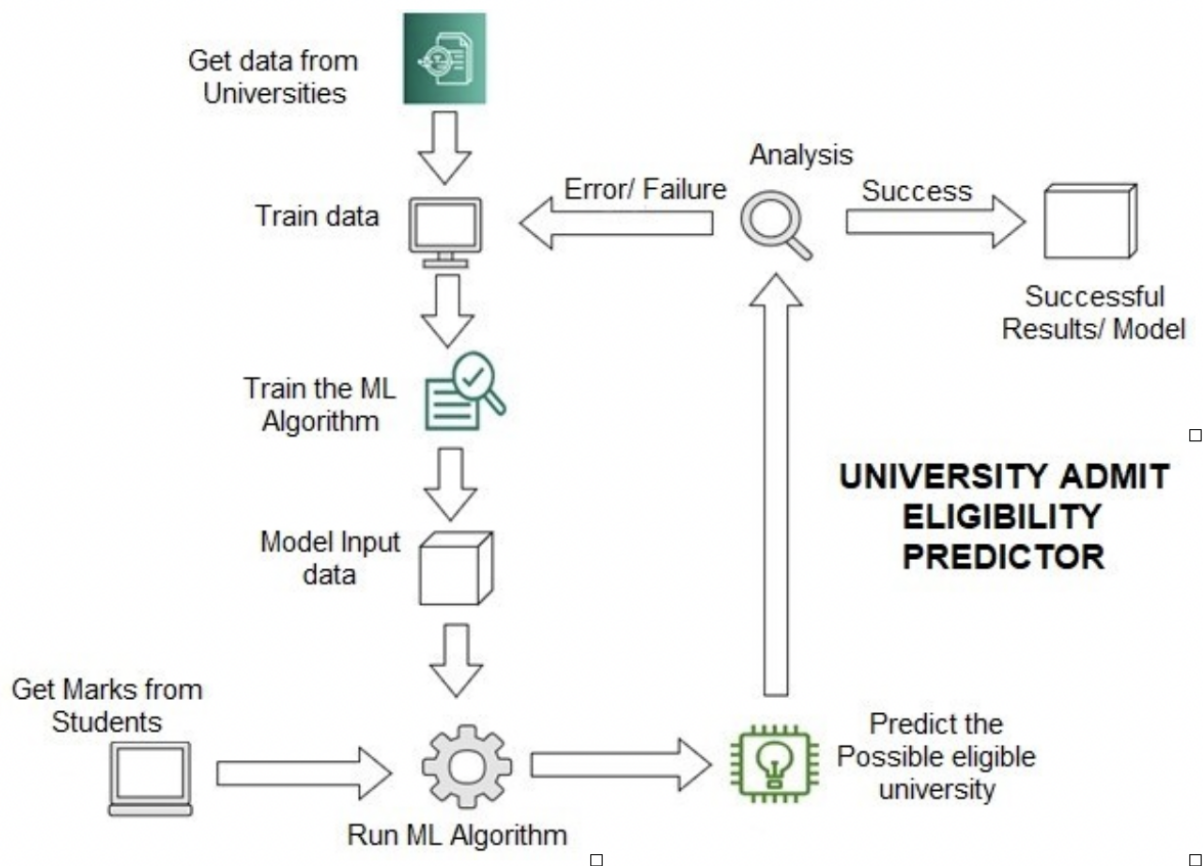 Get data from
Universities
Analysis
Error/ Failure
Success
Train data
Successful
Results/ Model
Train the ML
Algorithm
UNIVERSITY ADMIT
ELIGIBILITY
PREDICTOR
Model Input
data
Get Marks from
Students
Predict the
Possible eligible
university
Run ML Algorithm